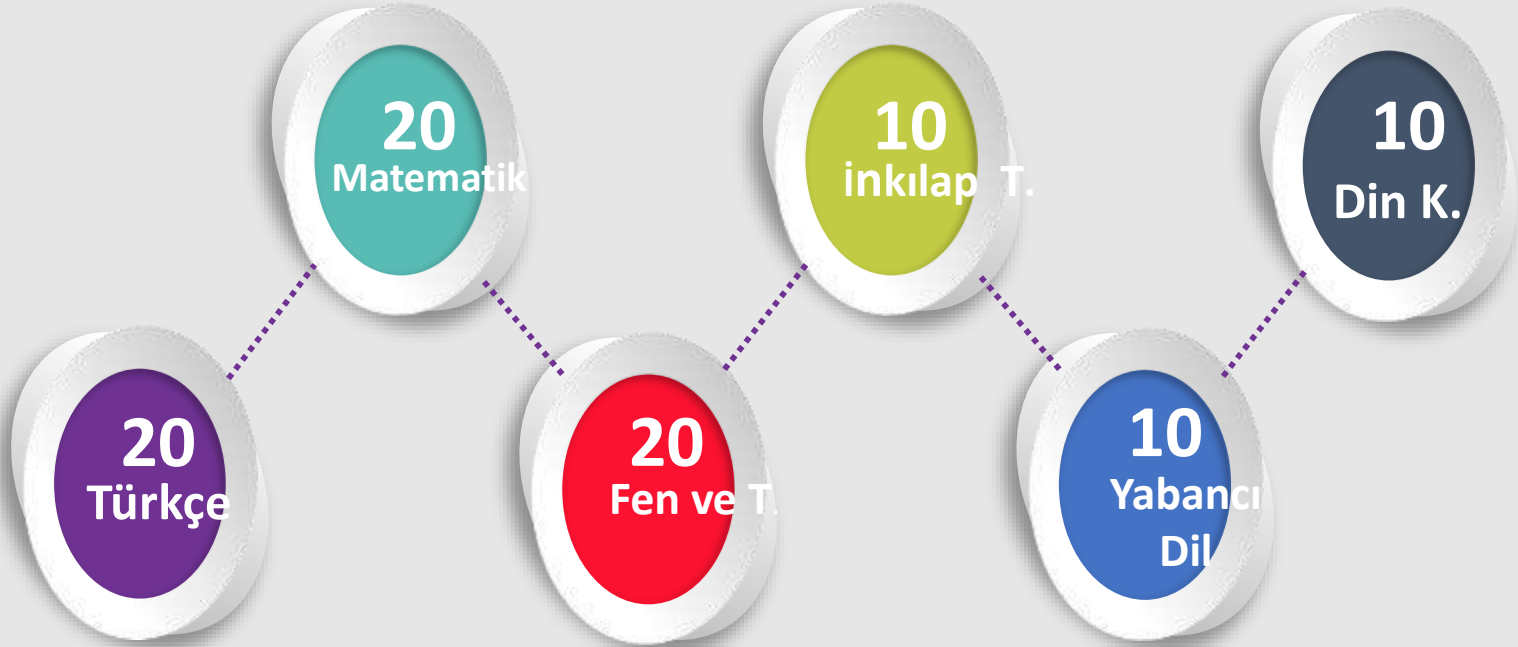 20
Türkçe
20
Matematik
20
Fen ve T.
10
İnkılap T.
10
Yabancı
Dil
10
Din K.